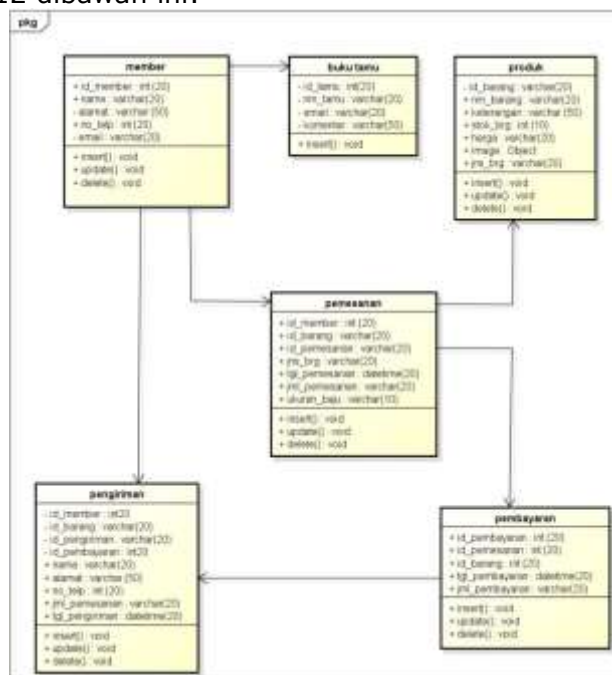 dibawah ini.
pkg
member
+ id_member : int (20)
+ nama : varchar(20)
- alamat : varchar (50)
+ no_telp : int (20)
- email : varchar(20)
+ insert() : void
+ update() : void
+ delete() : void
buku tamu
- id_tamu : int(20)
- nm_tamu : varchar(20)
- email : varchar(20)
- komentar : varchar(50)
+ insert() : void
produk
- id_barang : varchar(20)
+ nm_barang : varchar(20)
+ keterangan : varchar (50)
+ stok_brg : int (10)
+ harga : varchar(20)
+ image : Object
+ jns_brg : varchar(20)
+ insert() : void
+ update() : void
+ delete() : void
pemesanan
+ id_member : int (20)
+ id_barang : varchar(20)
+ id_pemesanan : varchar(20)
+ jns_brg : varchar(20)
+ tgl_pemesanan : datetime(20)
+ jml_pemesanan : varchar(20)
+ ukuran_baju : varchar(10)
+ insert() : void
+ update() : void
+ delete() : void
pengiriman
- id_member : int20
- id_barang : varchar(20)
- id_pengiriman : varchar(20)
- id_pembayaran : int20
+ nama : varchar(20)
+ alamat : varchar (50)
+ no_telp : int (20)
+ jml_pemesanan : varchar(20)
+ tgl_pengiriman : datetime(20)
+ insert() : void
+ update() : void
+ delete() : void
pembayaran
+ id_pembayaran : int (20)
+ id_pemesanan : int (20)
+ id_barang : int (20)
+ tgl_pembayaran : datetime(20)
+ jml_pembayaran : varchar(20)
+ insert() : void
+ update() : void
+ delete() : void